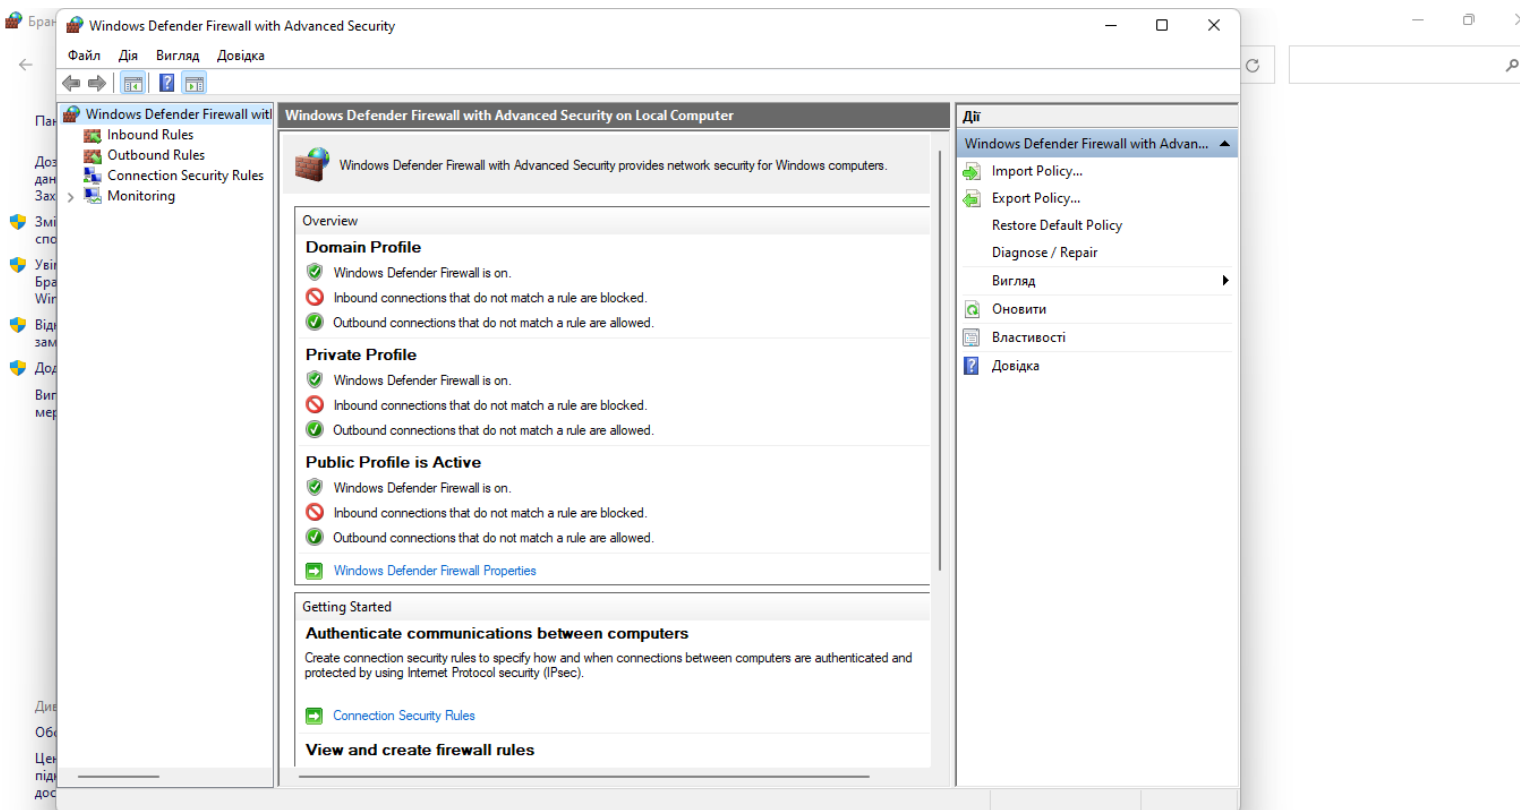 Windows Defender Firewall with Advanced Security
Файл Дія Вигляд Довідка
Windows Defender Firewall with
Inbound Rules
Outbound Rules
Connection Security Rules
Monitoring
Windows Defender Firewall with Advanced Security on Local Computer
Windows Defender Firewall with Advanced Security provides network security for Windows computers.
Overview
Domain Profile
Windows Defender Firewall is on.
Inbound connections that do not match a rule are blocked.
Outbound connections that do not match a rule are allowed.
Private Profile
Windows Defender Firewall is on.
Inbound connections that do not match a rule are blocked.
Outbound connections that do not match a rule are allowed.
Public Profile is Active
Windows Defender Firewall is on.
Inbound connections that do not match a rule are blocked.
Outbound connections that do not match a rule are allowed.
Windows Defender Firewall Properties
Getting Started
Authenticate communications between computers
Create connection security rules to specify how and when connections between computers are authenticated and
protected by using Internet Protocol security (IPsec).
Connection Security Rules
View and create firewall rules
Дії
Windows Defender Firewall with Advan...
Import Policy...
Export Policy...
Restore Default Policy
Diagnose / Repair
Вигляд
Оновити
Властивості
Довідка